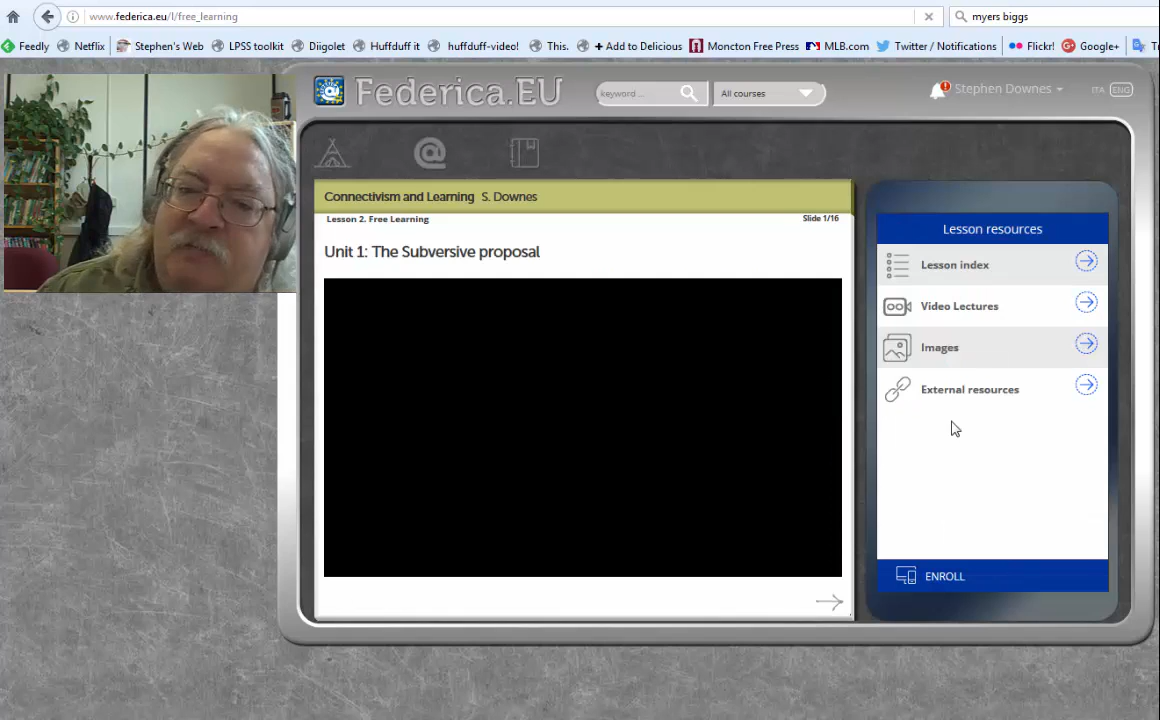 www.federica.eu/l/free_learning
myers biggs
Feedly Netflix Stephen's Web LPSS toolkit Diigolet Huffduff it huffduff-video! This. + Add to Delicious Moncton Free Press MLB.com Twitter / Notifications Flickr! Google+
Federica.EU keyword ... All courses Stephen Downes ITA ENG
Connectivism and Learning S. Downes
Lesson 2. Free Learning Slide 1/16
Unit 1: The Subversive proposal
Lesson resources
Lesson index
Video Lectures
Images
External resources
ENROLL